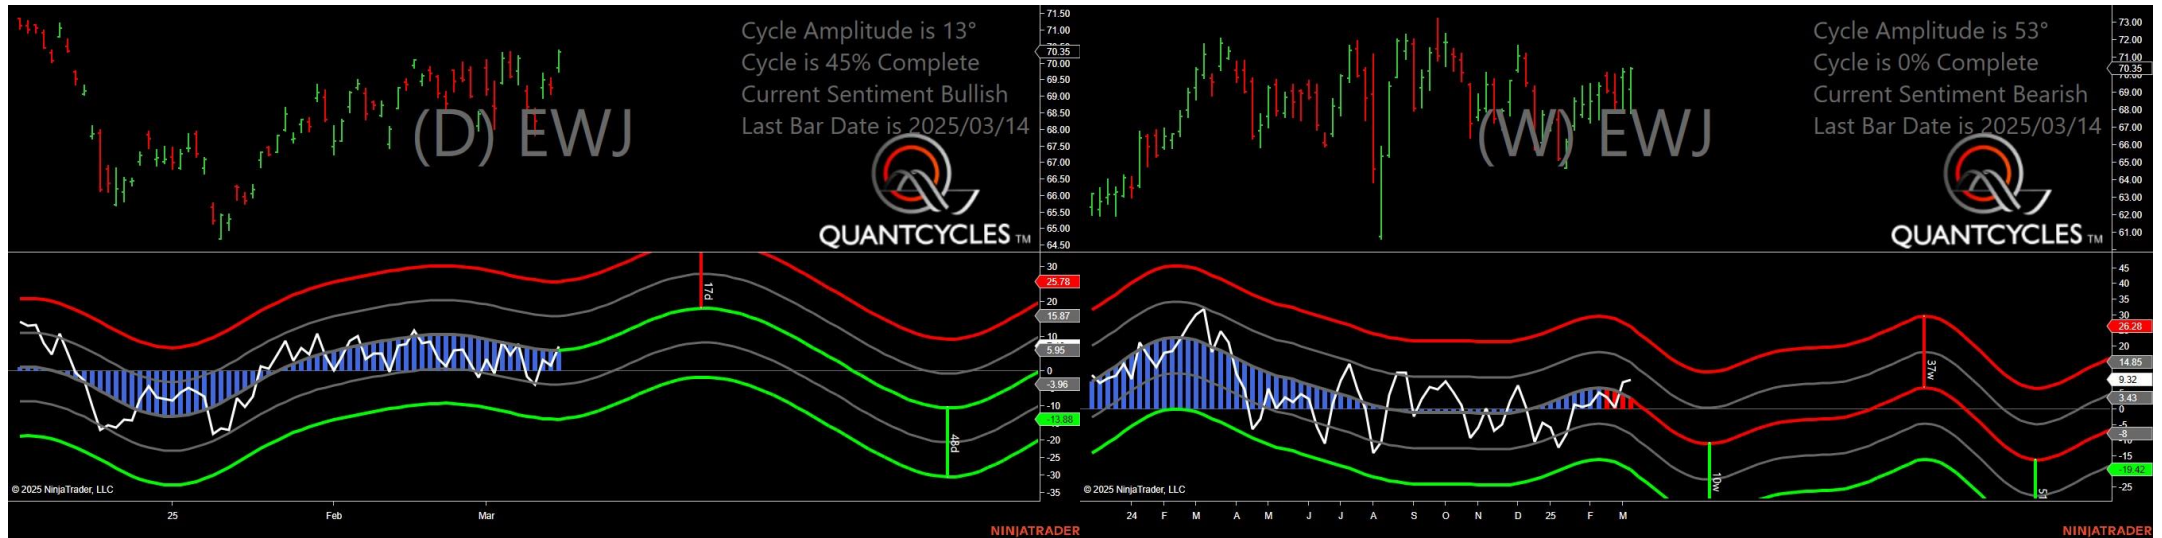 Cycle Amplitude is 13°
Cycle is 45% Complete
Current Sentiment Bullish
Last Bar Date is 2025/03/14
(D) EWJ
QUANTCYCLES TM
71.50
71.00
70.35
70.00
69.50
69.00
68.50
68.00
67.50
67.00
66.50
66.00
65.50
65.00
64.50
30
25.78
20
15.87
10
5.95
0
-3.96
-10
-13.88
-20
-25
-30
-35
17d
48d
© 2025 NinjaTrader, LLC
25 Feb Mar
NINJATRADER
Cycle Amplitude is 53°
Cycle is 0% Complete
Current Sentiment Bearish
Last Bar Date is 2025/03/14
(W) EWJ
QUANTCYCLES TM
73.00
72.00
71.00
70.35
69.00
68.00
67.00
66.00
65.00
64.00
63.00
62.00
61.00
45
40
35
30
26.28
20
14.85
9.32
3.43
0
-8
-15
-19.42
-25
10w
37w
51
© 2025 NinjaTrader, LLC
24 F M A M J J A S O N D 25 F M
NINJATRADER